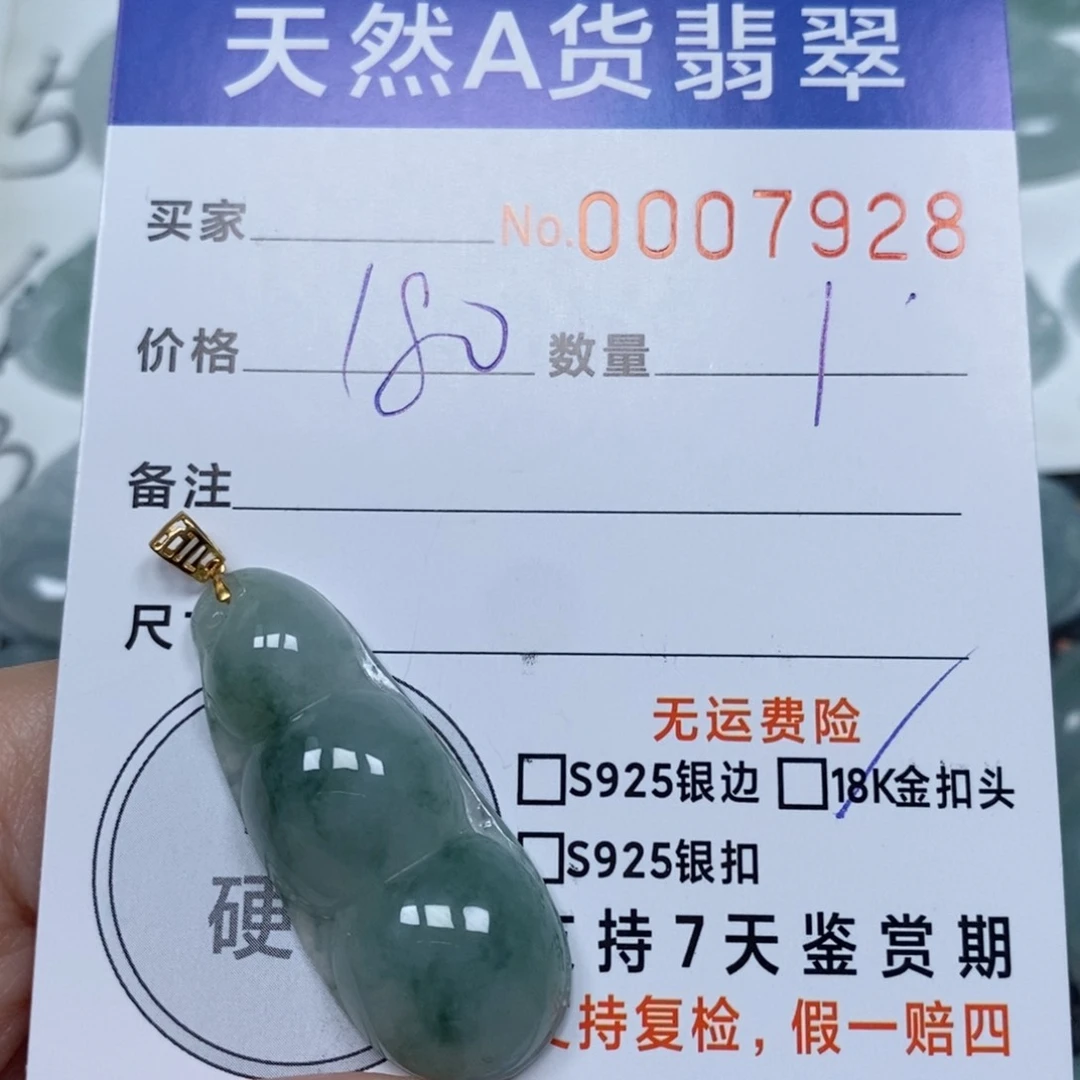 天然A货翡翠
买家 No.0007928
价格 180 数量 1
备注
尺
无运费险
S925银边 18K金扣头
S925银扣
硬
持7天鉴赏期
持复检，假一赔四